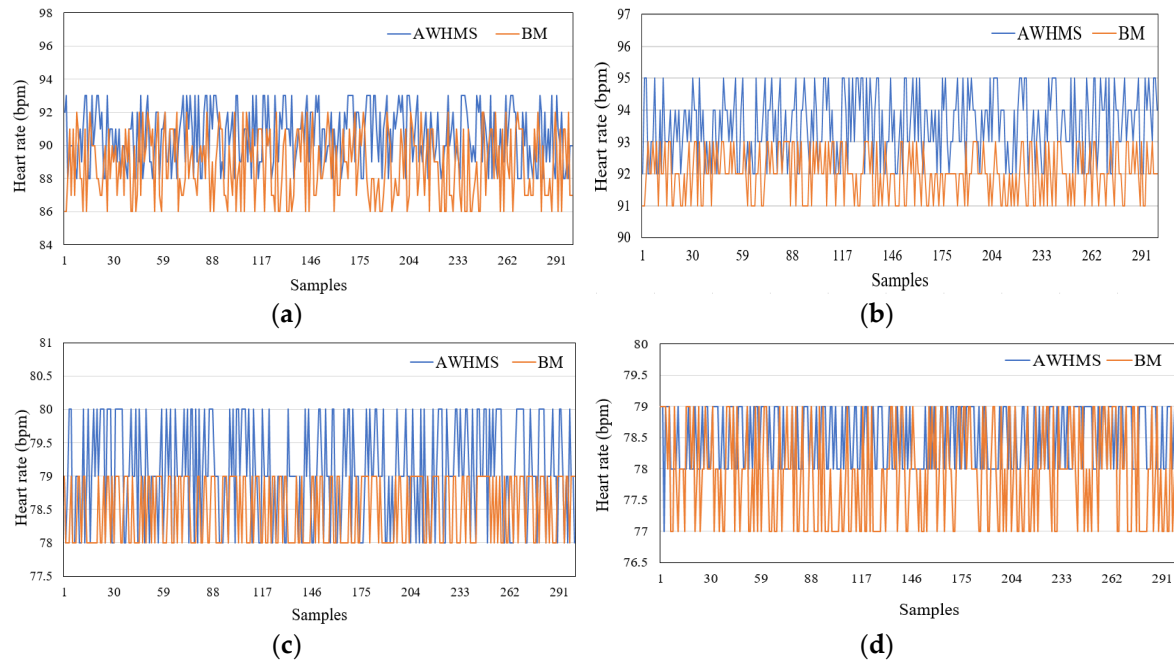 98
96
94
92
90
88
86
84
Heart rate (bpm)
AWHMS BM
1 30 59 88 117 146 175 204 233 262 291
Samples
(a)
97
96
95
94
93
92
91
90
Heart rate (bpm)
AWHMS BM
1 30 59 88 117 146 175 204 233 262 291
Samples
(b)
81
80.5
80
79.5
79
78.5
78
77.5
Heart rate (bpm)
AWHMS BM
1 30 59 88 117 146 175 204 233 262 291
Samples
(c)
80
79.5
79
78.5
78
77.5
77
76.5
Heart rate (bpm)
AWHMS BM
1 30 59 88 117 146 175 204 233 262 291
Samples
(d)